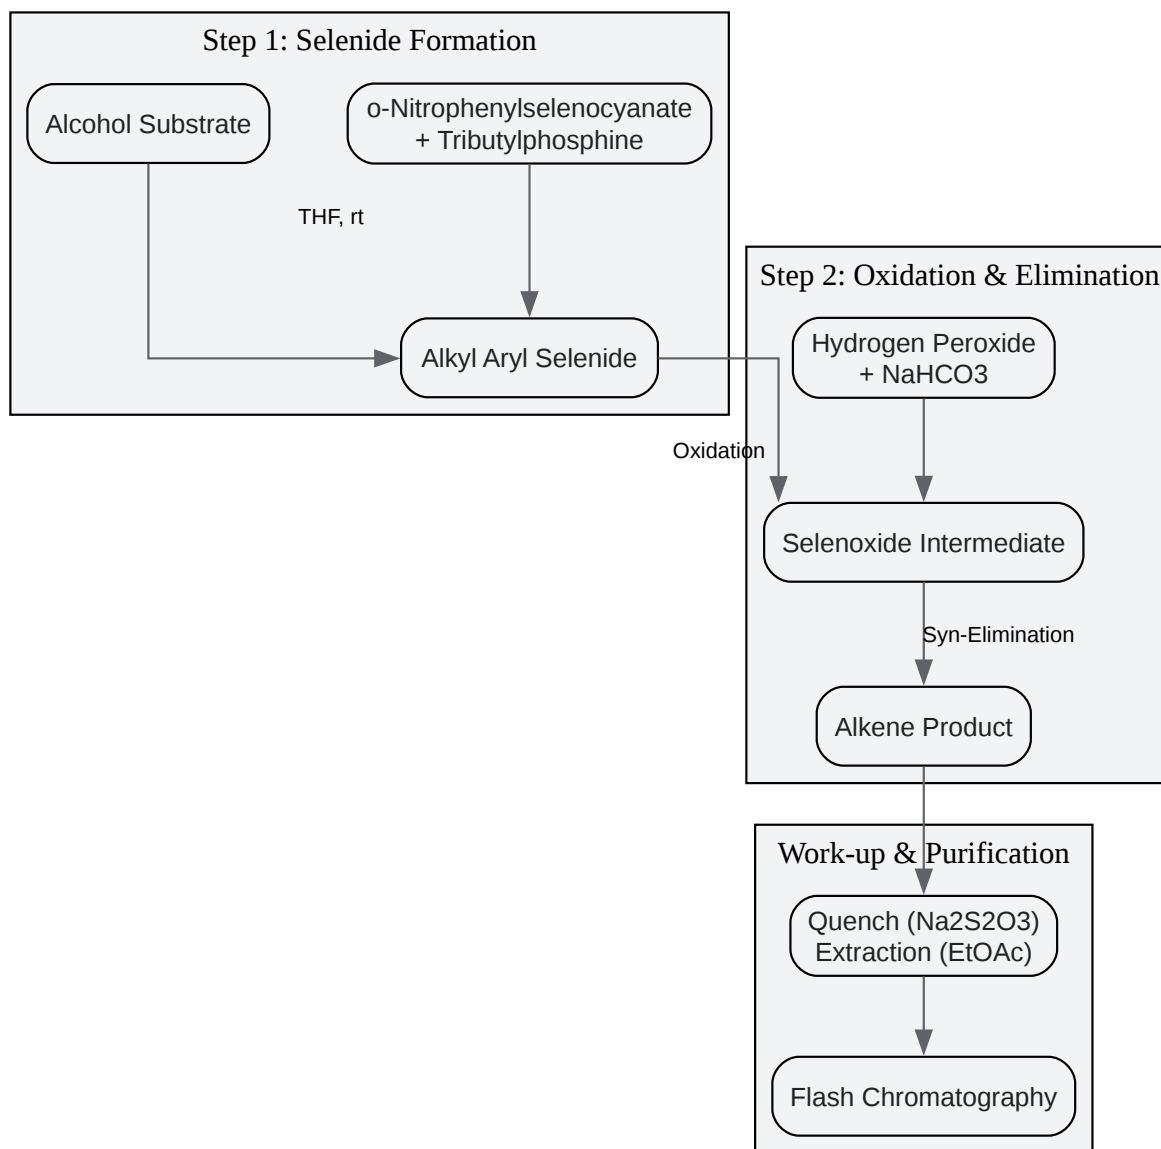 Step 1: Selenide Formation
Alcohol Substrate
o-Nitrophenylselenocyanate
+ Tributylphosphine
THF, rt
Alkyl Aryl Selenide
Step 2: Oxidation & Elimination
Hydrogen Peroxide
+ NaHCO3
Oxidation
Selenoxide Intermediate
Syn-Elimination
Alkene Product
Work-up & Purification
Quench (Na2S2O3)
Extraction (EtOAc)
Flash Chromatography